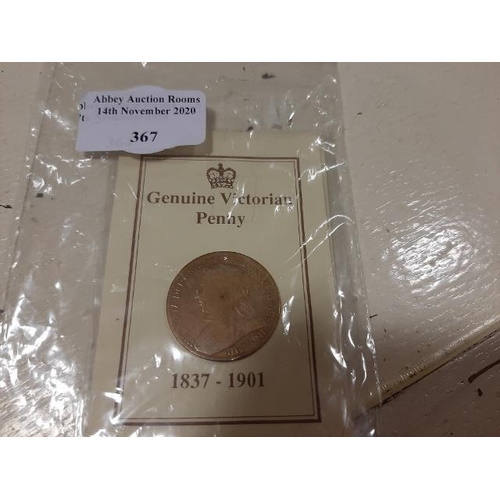 Abbey Auction Rooms
14th November 2020
367
Genuine Victorian
Penny
1837 - 1901